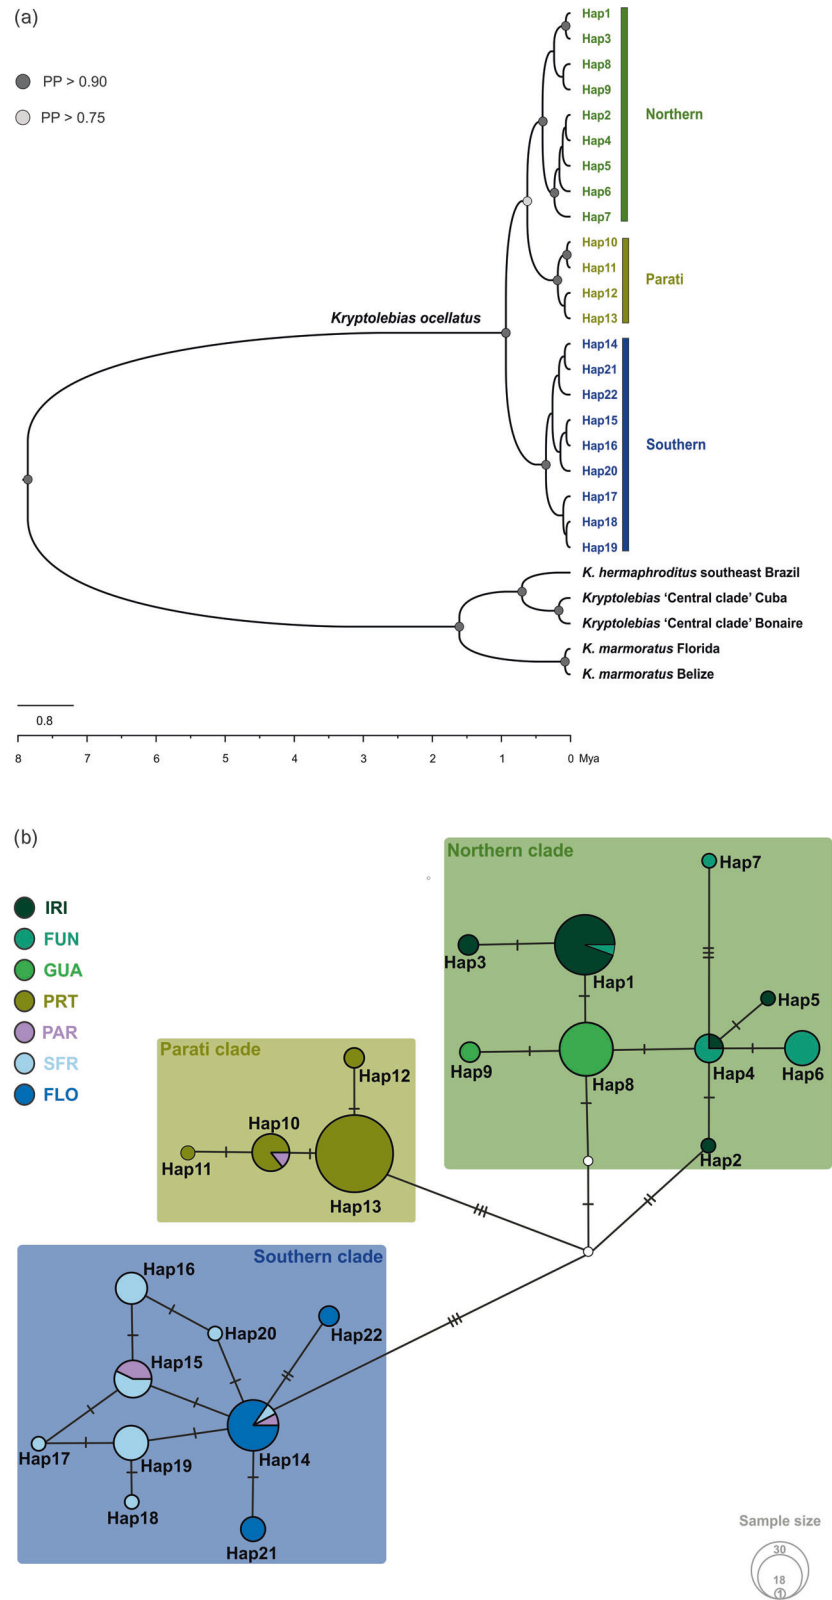 (a)
PP > 0.90
PP > 0.75
Hap1
Hap3
Hap8
Hap9
Hap2
Hap4
Hap5
Hap6
Hap7
Northern
Hap10
Hap11
Hap12
Hap13
Parati
Kryptolebias ocellatus
Hap14
Hap21
Hap22
Hap15
Hap16
Hap20
Hap17
Hap18
Hap19
Southern
K. hermaphroditus southeast Brazil
Kryptolebias ‘Central clade’ Cuba
Kryptolebias ‘Central clade’ Bonaire
K. marmoratus Florida
K. marmoratus Belize
0.8
8 7 6 5 4 3 2 1 0 Mya
(b)
IRI
FUN
GUA
PRT
PAR
SFR
FLO
Northern clade
Hap7
Hap3
Hap1
Hap5
Hap9
Hap8
Hap4
Hap6
Hap2
Parati clade
Hap12
Hap10
Hap11
Hap13
Southern clade
Hap16
Hap20
Hap22
Hap15
Hap17
Hap19
Hap14
Hap18
Hap21
Sample size
30
18
1